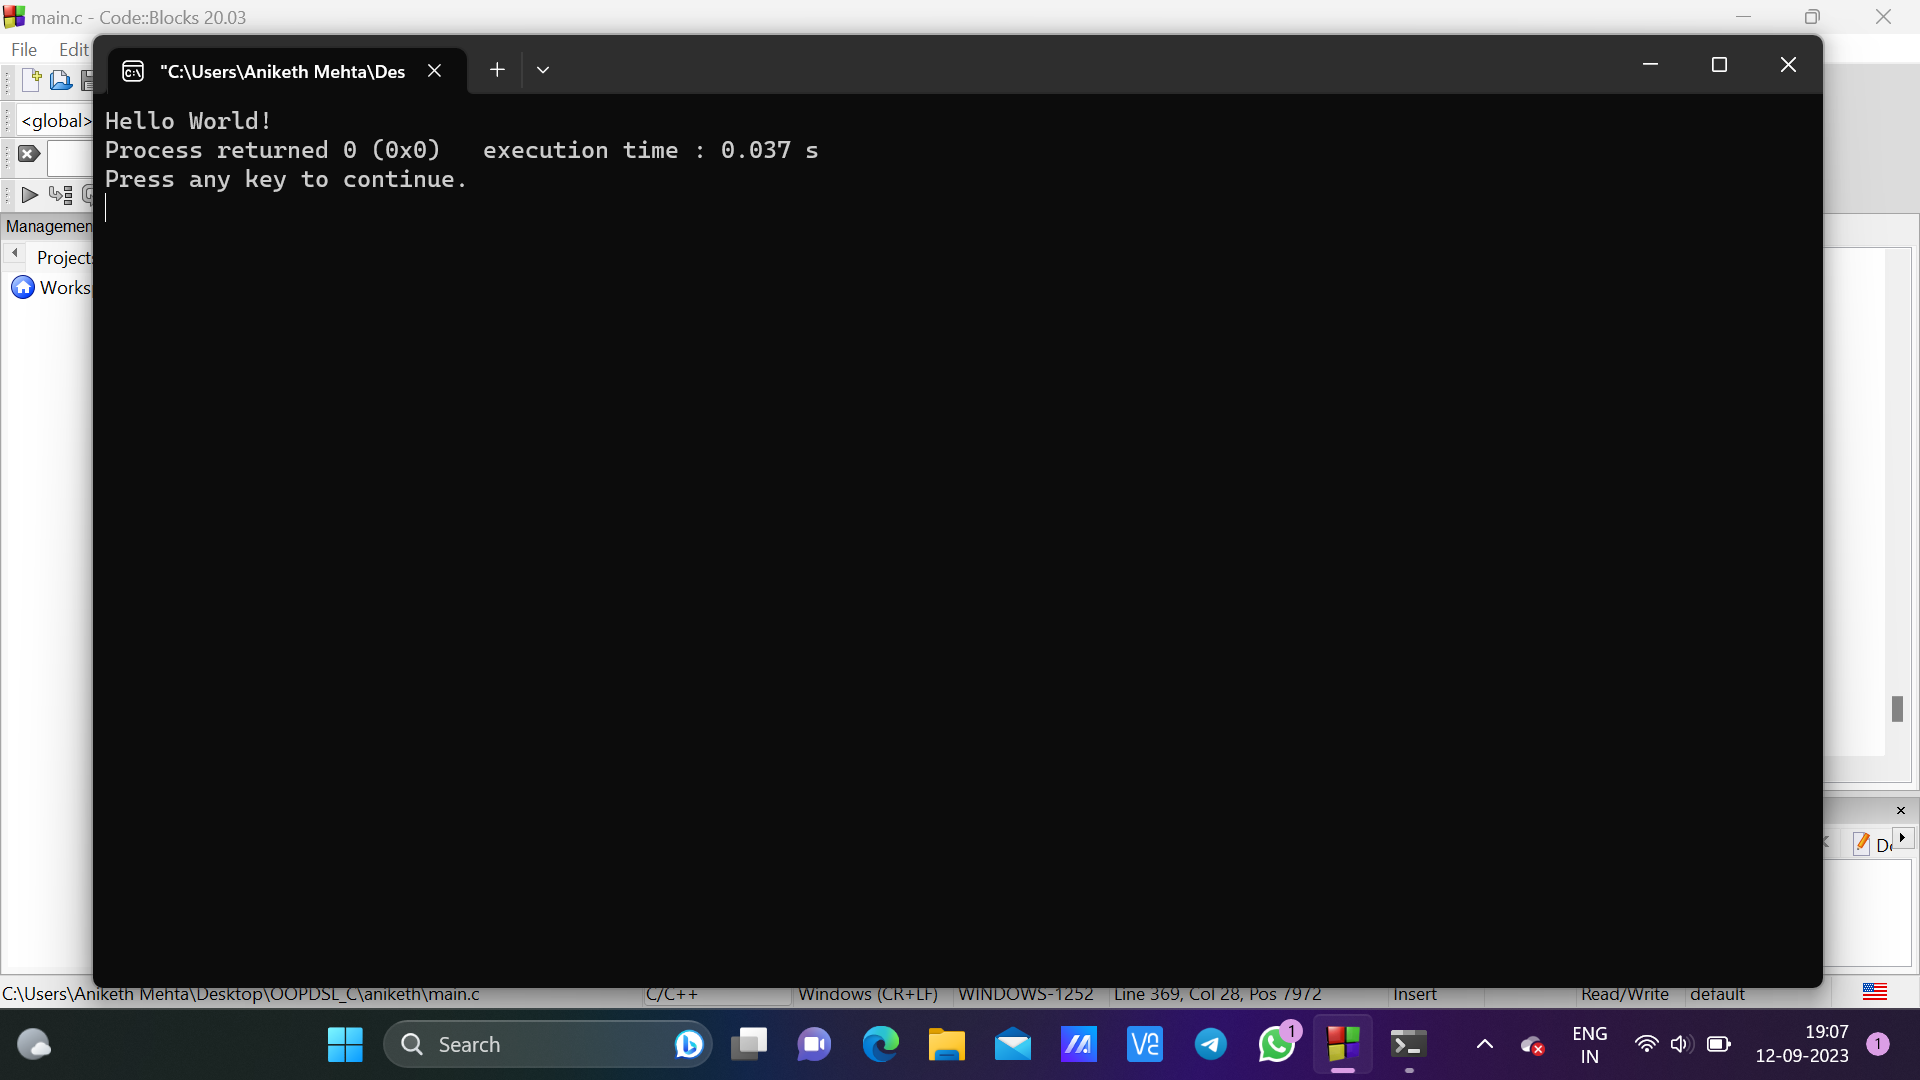 main.c - Code::Blocks 20.03
File Edit
"C:\Users\Aniketh Mehta\Des
<global>
Hello World!
Process returned 0 (0x0)   execution time : 0.037 s
Press any key to continue.
Managemen
Projects
Works
De
C:\Users\Aniketh Mehta\Desktop\OOPDSL_C\aniketh\main.c C/C++ Windows (CR+LF) WINDOWS-1252 Line 369, Col 28, Pos 7972 Insert Read/Write default
Search
1
ENG
IN
19:07
12-09-2023
1